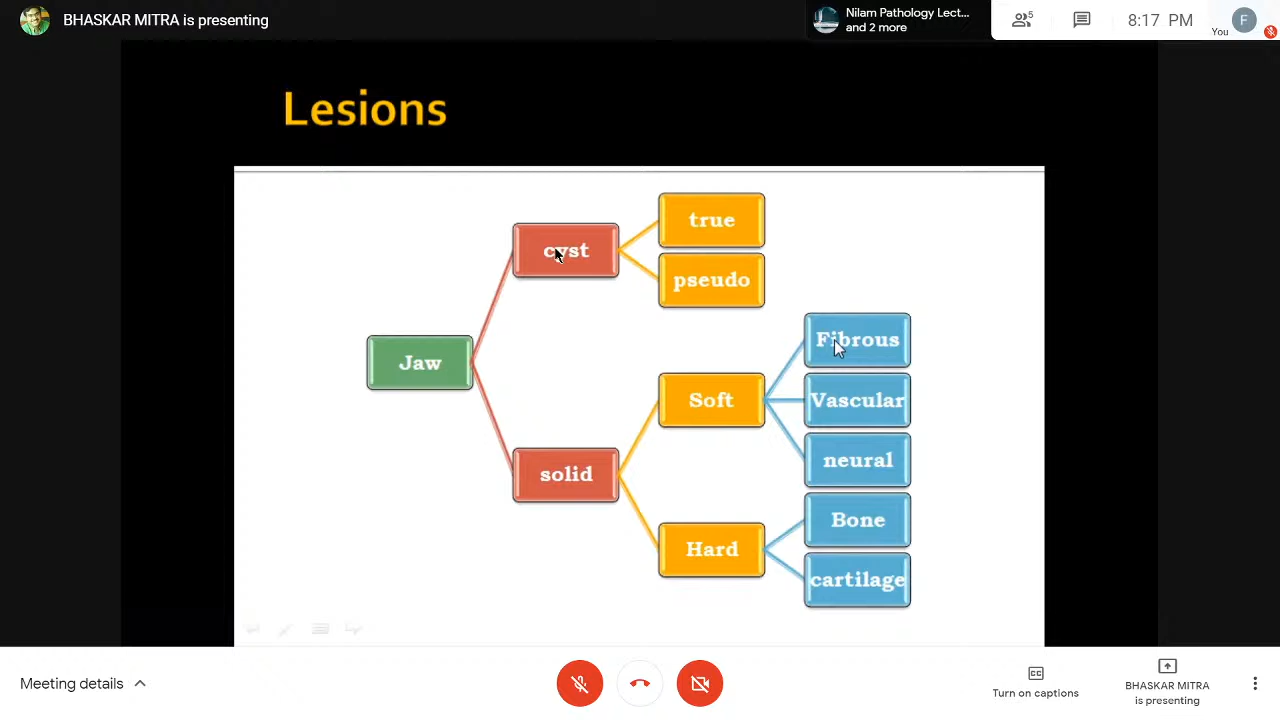 BHASKAR MITRA is presenting
Nilam Pathology Lect...
and 2 more
5
8:17 PM
You
F
Lesions
Jaw
cyst
true
pseudo
solid
Soft
Fibrous
Vascular
neural
Hard
Bone
cartilage
Meeting details
CC
Turn on captions
BHASKAR MITRA
is presenting